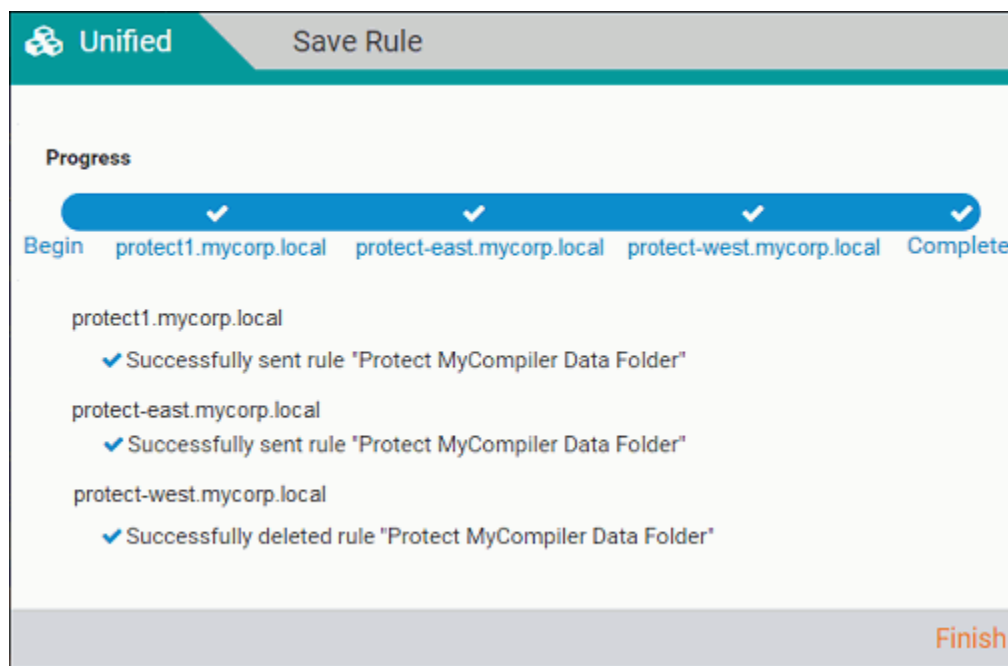 Unified Save Rule
Progress
Begin protect1.mycorp.local protect-east.mycorp.local protect-west.mycorp.local Complete
protect1.mycorp.local
Successfully sent rule "Protect MyCompiler Data Folder"
protect-east.mycorp.local
Successfully sent rule "Protect MyCompiler Data Folder"
protect-west.mycorp.local
Successfully deleted rule "Protect MyCompiler Data Folder"
Finish